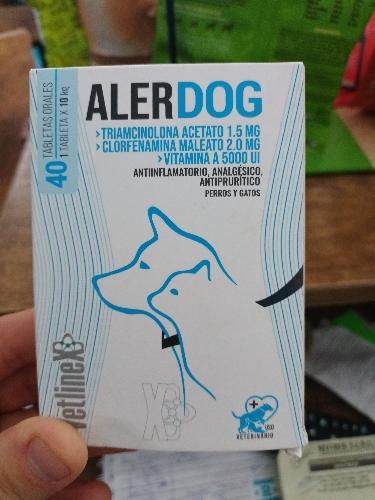 40 TABLETAS ORALES
1 TABLETA X 10 kg
ALERDOG
>TRIAMCINOLONA ACETATO 1.5 MG
>CLORFENAMINA MALEATO 2.0 MG
>VITAMINA A 5000 UI
ANTIINFLAMATORIO, ANALGÉSICO,
ANTIPRURÍTICO
PERROS Y GATOS
vetlinex
X
USO
VETERINARIO